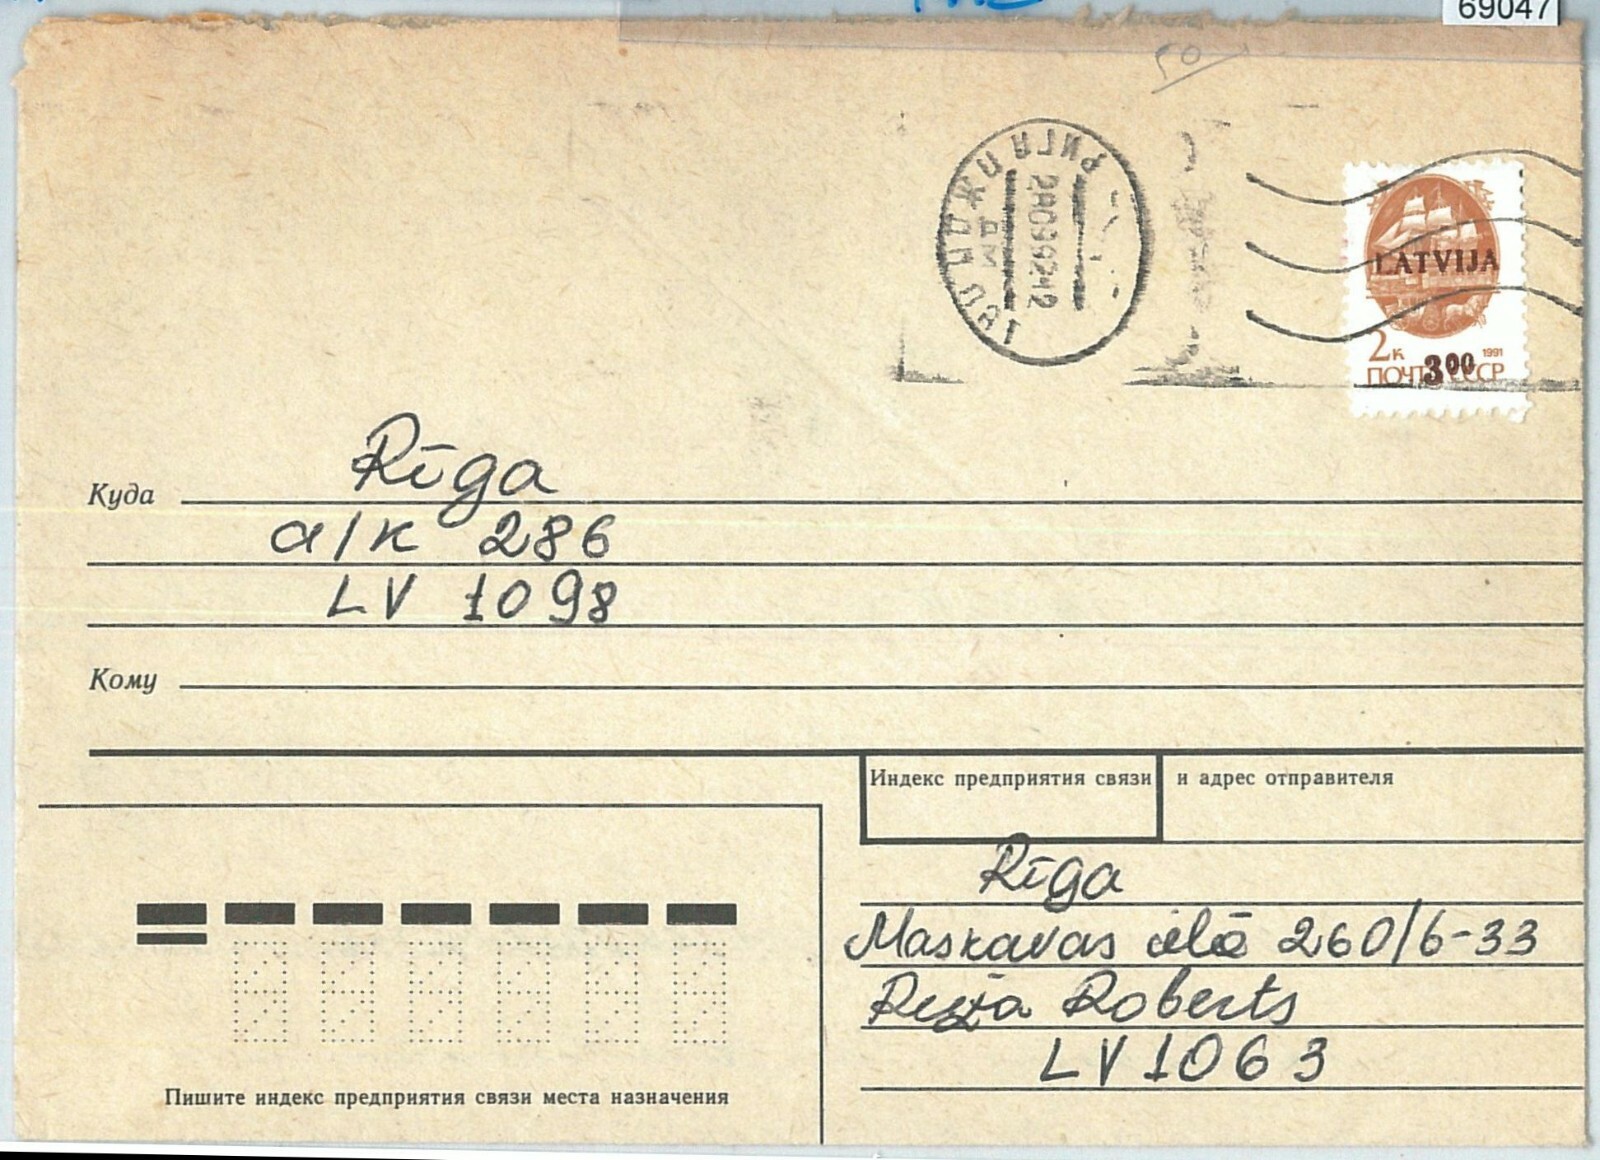 69047
50
LATVIJA
2к 1991
3 00
ПОЧТА СССР
Rīga
Куда
a/k 286
LV 1098
Кому
Индекс предприятия связи и адрес отправителя
Rīga
Maskavas ielā 260/6-33
Roberts
LV 1063
Пишите индекс предприятия связи места назначения